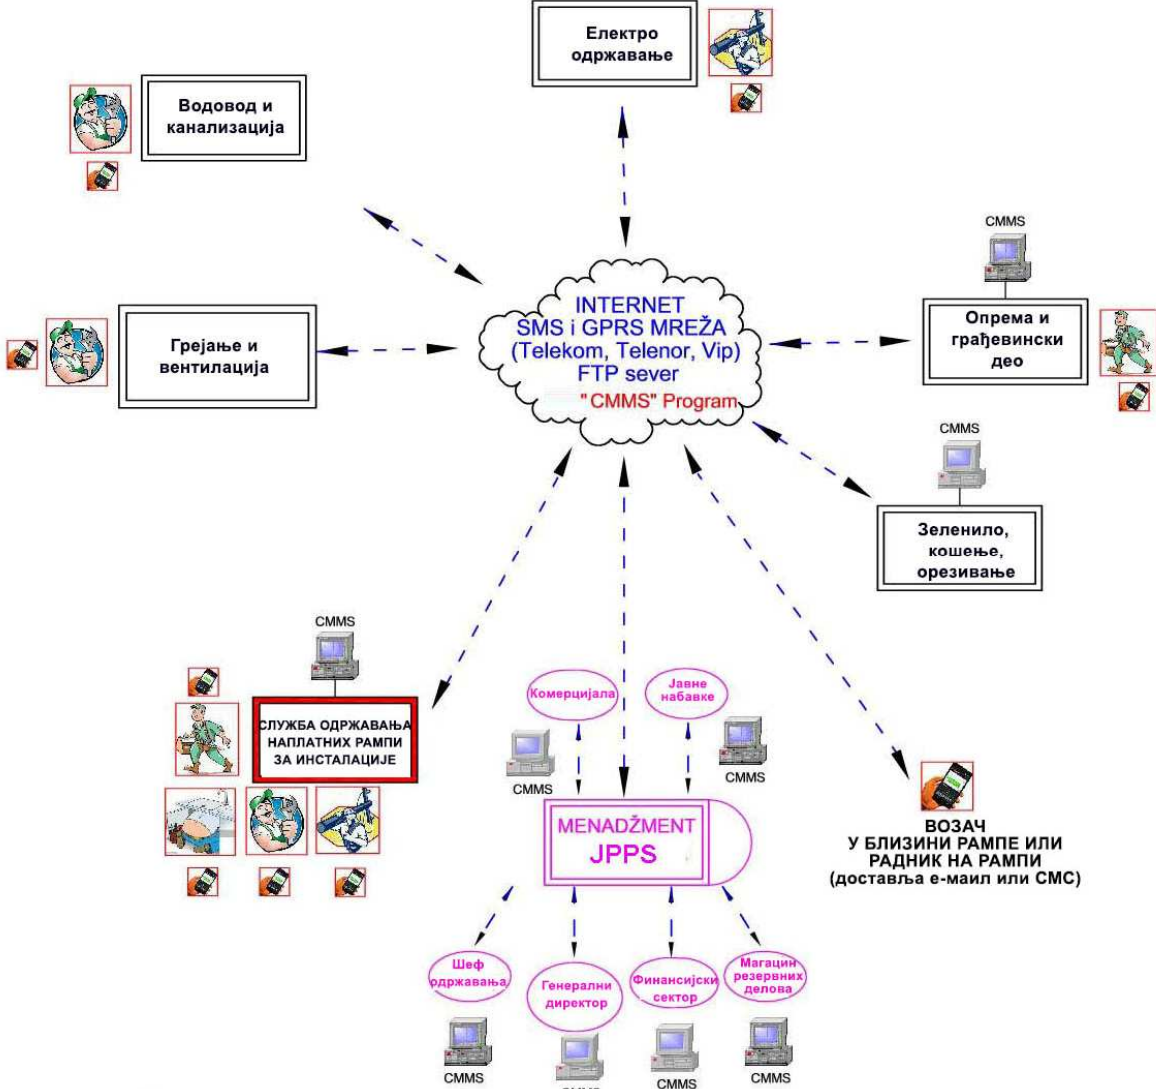 Електро
одржавање
Водовод и
канализација
CMMS
INTERNET
SMS i GPRS MREŽA
(Telekom, Telenor, Vip)
FTP sever
"CMMS" Program
Опрема и
грађевински
део
Грејање и
вентилација
CMMS
Зеленило,
кошење,
орезивање
CMMS
СЛУЖБА ОДРЖАВАЊА
НАПЛАТНИХ РАМПИ
ЗА ИНСТАЛАЦИЈЕ
Комерцијала
Јавне
набавке
CMMS
CMMS
MENADŽMENT
JPPS
ВОЗАЧ
У БЛИЗИНИ РАМПЕ ИЛИ
РАДНИК НА РАМПИ
(доставља е-маил или СМС)
Шеф
одржавања
Генерални
директор
Финансијски
сектор
Магацин
резервних
делова
CMMS
CMMS
CMMS